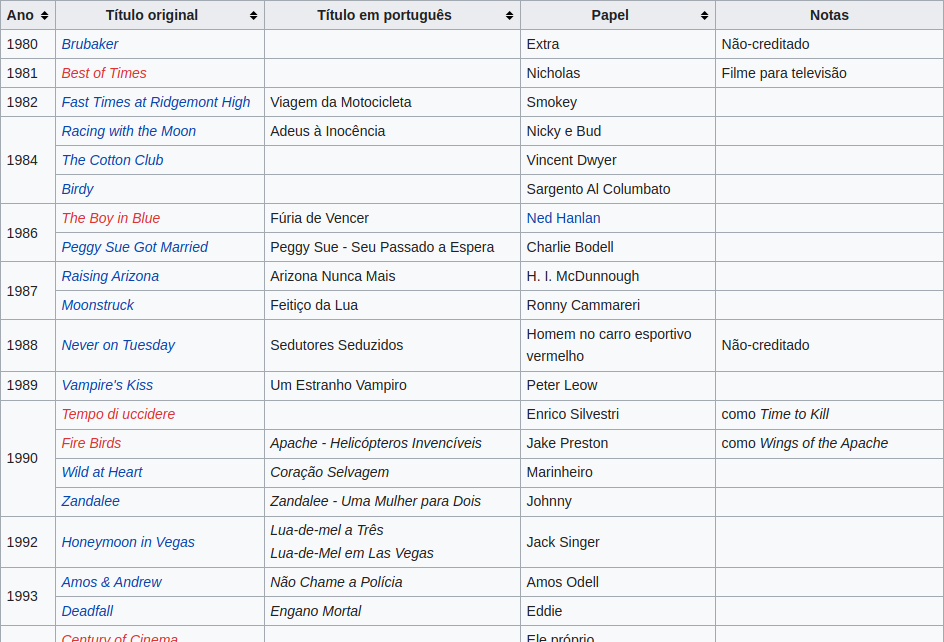 Ano Título original Título em português Papel Notas
1980 Brubaker Extra Não-creditado
1981 Best of Times Nicholas Filme para televisão
1982 Fast Times at Ridgemont High Viagem da Motocicleta Smokey
1984 Racing with the Moon Adeus à Inocência Nicky e Bud
The Cotton Club Vincent Dwyer
Birdy Sargento Al Columbato
1986 The Boy in Blue Fúria de Vencer Ned Hanlan
Peggy Sue Got Married Peggy Sue - Seu Passado a Espera Charlie Bodell
1987 Raising Arizona Arizona Nunca Mais H. I. McDunnough
Moonstruck Feitiço da Lua Ronny Cammareri
1988 Never on Tuesday Sedutores Seduzidos Homem no carro esportivo
vermelho Não-creditado
1989 Vampire's Kiss Um Estranho Vampiro Peter Leow
1990 Tempo di uccidere Enrico Silvestri como Time to Kill
Fire Birds Apache - Helicópteros Invencíveis Jake Preston como Wings of the Apache
Wild at Heart Coração Selvagem Marinheiro
Zandalee Zandalee - Uma Mulher para Dois Johnny
1992 Honeymoon in Vegas Lua-de-mel a Três
Lua-de-Mel em Las Vegas Jack Singer
1993 Amos & Andrew Não Chame a Polícia Amos Odell
Deadfall Engano Mortal Eddie
Century of Cinema Ele próprio